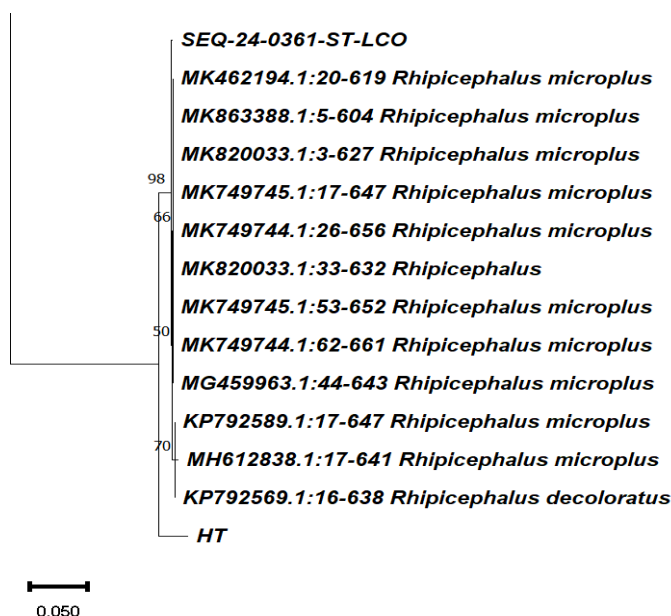 SEQ-24-0361-ST-LCO
MK462194.1:20-619 Rhipicephalus microplus
MK863388.1:5-604 Rhipicephalus microplus
MK820033.1:3-627 Rhipicephalus microplus
98
MK749745.1:17-647 Rhipicephalus microplus
66
MK749744.1:26-656 Rhipicephalus microplus
MK820033.1:33-632 Rhipicephalus
MK749745.1:53-652 Rhipicephalus microplus
50
MK749744.1:62-661 Rhipicephalus microplus
MG459963.1:44-643 Rhipicephalus microplus
KP792589.1:17-647 Rhipicephalus microplus
70
MH612838.1:17-641 Rhipicephalus microplus
KP792569.1:16-638 Rhipicephalus decoloratus
HT
0.050